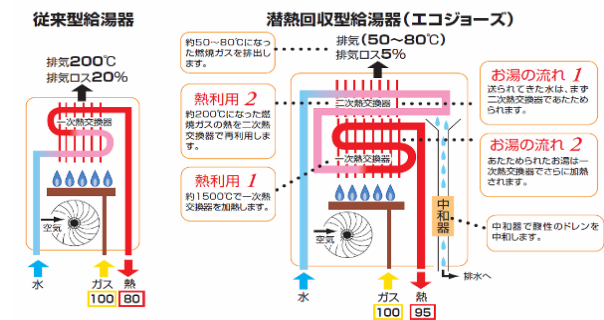 従来型給湯器
排気200℃
排気ロス20%
一次熱交換器
空気
水
ガス
100
熱
80
潜熱回収型給湯器(エコジョーズ)
約50〜80℃になった
燃焼ガスを排出し
ます。
排気(50〜80℃)
排気ロス5%
熱利用 2
約200℃になった燃
焼ガスの熱を二次熱
交換器で再利用しま
す。
熱利用 1
約1500℃で一次熱
交換器を加熱します。
二次熱交換器
一次熱交換器
空気
水
ガス
100
熱
95
お湯の流れ 1
送られてきた水は、まず
二次熱交換器であたため
られます。
お湯の流れ 2
あたためられたお湯は一
次熱交換器でさらに加熱
されます。
中和器
中和器で酸性のドレンを
中和します。
排水へ